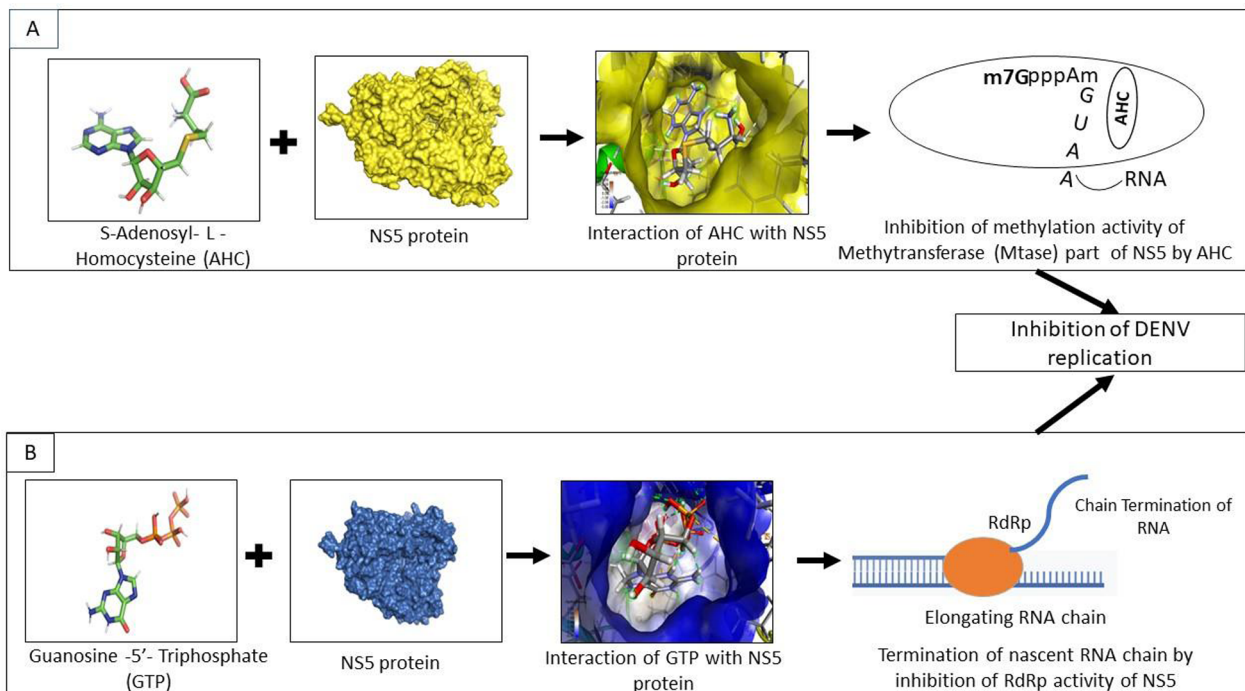 A
m7GpppAm
G
U
A
A
RNA
AHC
S-Adenosyl- L -
Homocysteine (AHC)
NS5 protein
Interaction of AHC with NS5
protein
Inhibition of methylation activity of
Methytransferase (Mtase) part of NS5 by AHC
Inhibition of DENV
replication
B
RdRp
Chain Termination of
RNA
Elongating RNA chain
Guanosine -5’- Triphosphate
(GTP)
NS5 protein
Interaction of GTP with NS5
protein
Termination of nascent RNA chain by
inhibition of RdRp activity of NS5